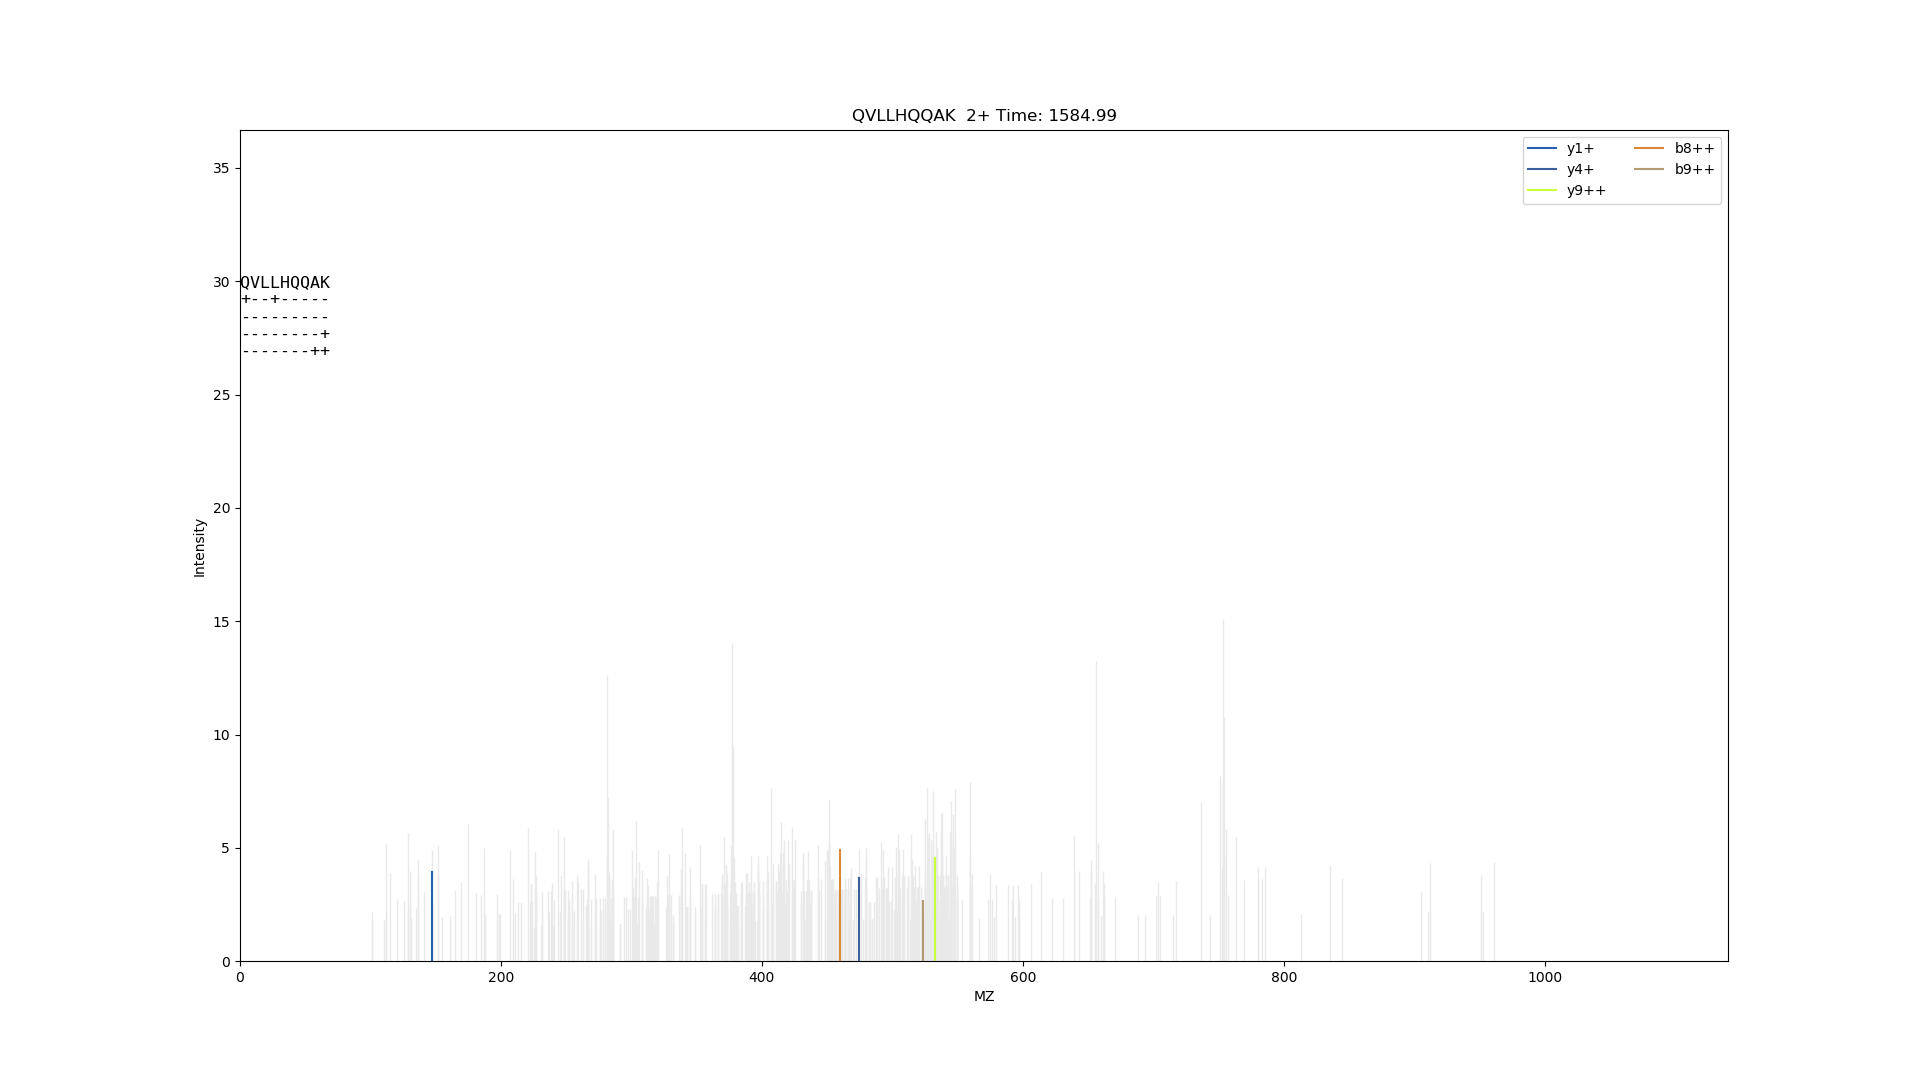 QVLLHQQAK  2+ Time: 1584.99
y1+
y4+
y9++
b8++
b9++
35
30
25
20
15
10
5
0
Intensity
QVLLHQQAK
+--+-----
---------
--------+
-------++
0 200 400 600 800 1000
MZ